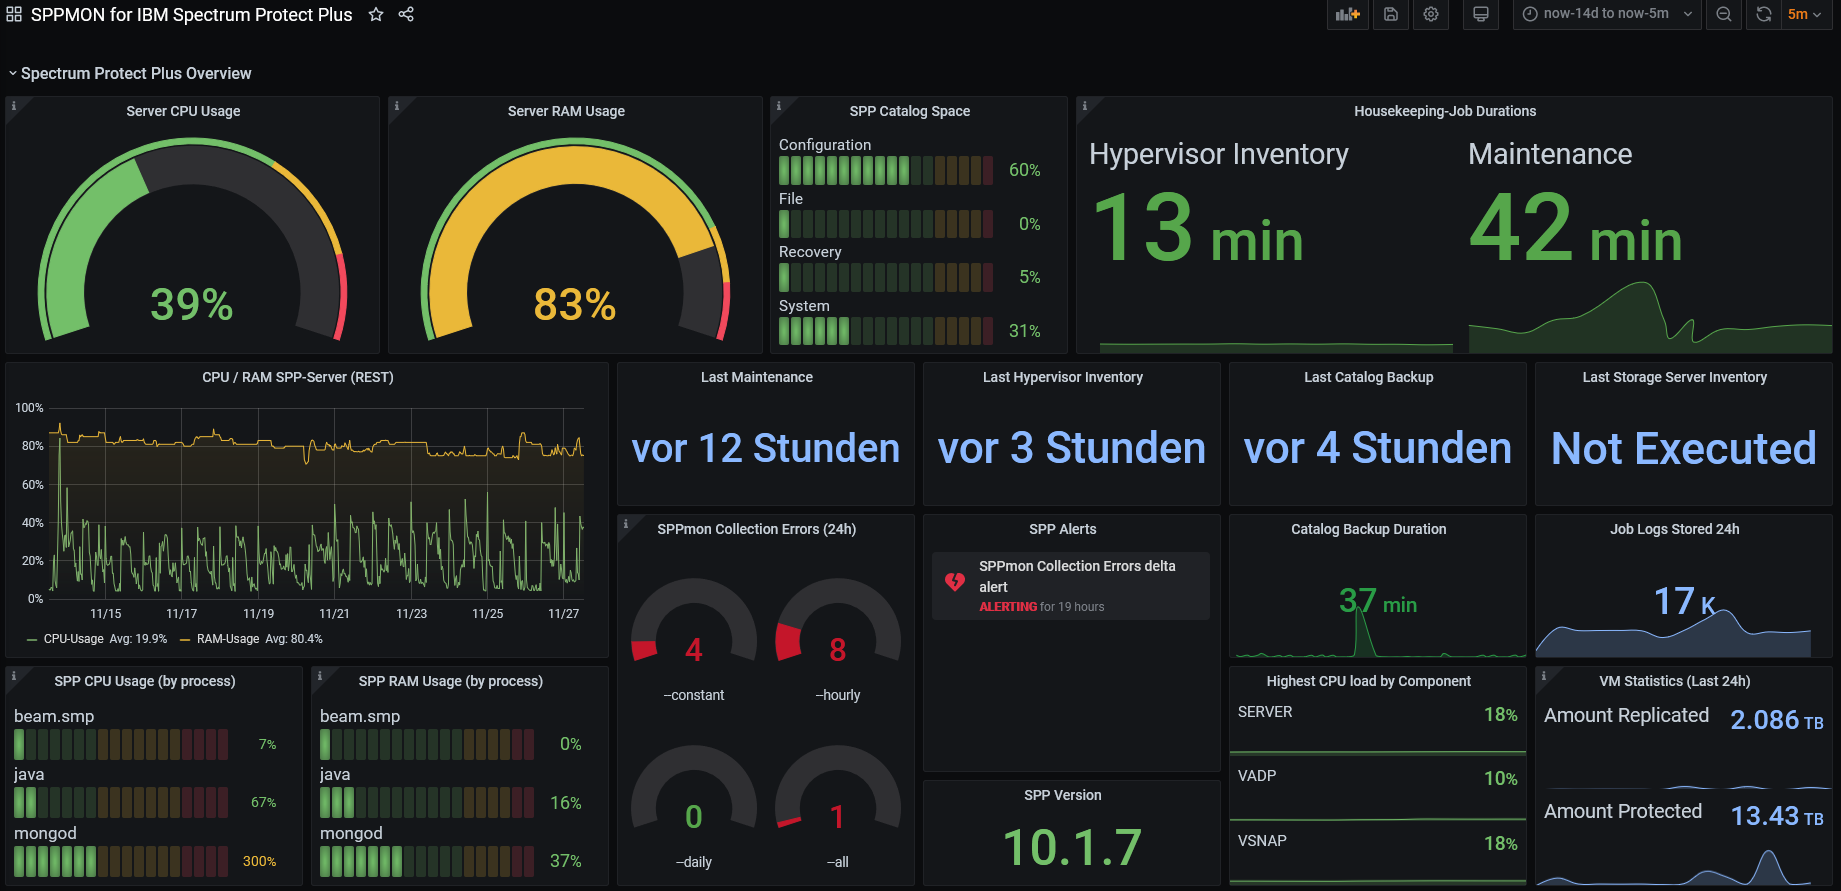 SPPMON for IBM Spectrum Protect Plus
now-14d to now-5m
5m
Spectrum Protect Plus Overview
Server CPU Usage
39%
Server RAM Usage
83%
SPP Catalog Space
Configuration
60%
File
0%
Recovery
5%
System
31%
Housekeeping-Job Durations
Hypervisor Inventory
13 min
Maintenance
42 min
CPU / RAM SPP-Server (REST)
100%
80%
60%
40%
20%
0%
11/15 11/17 11/19 11/21 11/23 11/25 11/27
CPU-Usage Avg: 19.9% RAM-Usage Avg: 80.4%
Last Maintenance
vor 12 Stunden
Last Hypervisor Inventory
vor 3 Stunden
Last Catalog Backup
vor 4 Stunden
Last Storage Server Inventory
Not Executed
SPPmon Collection Errors (24h)
4
--constant
8
--hourly
0
--daily
1
--all
SPP Alerts
SPPmon Collection Errors delta
alert
ALERTING for 19 hours
Catalog Backup Duration
37 min
Job Logs Stored 24h
17 K
SPP CPU Usage (by process)
beam.smp
7%
java
67%
mongod
300%
SPP RAM Usage (by process)
beam.smp
0%
java
16%
mongod
37%
SPP Version
10.1.7
Highest CPU load by Component
SERVER
18%
VADP
10%
VSNAP
18%
VM Statistics (Last 24h)
Amount Replicated
2.086 TB
Amount Protected
13.43 TB